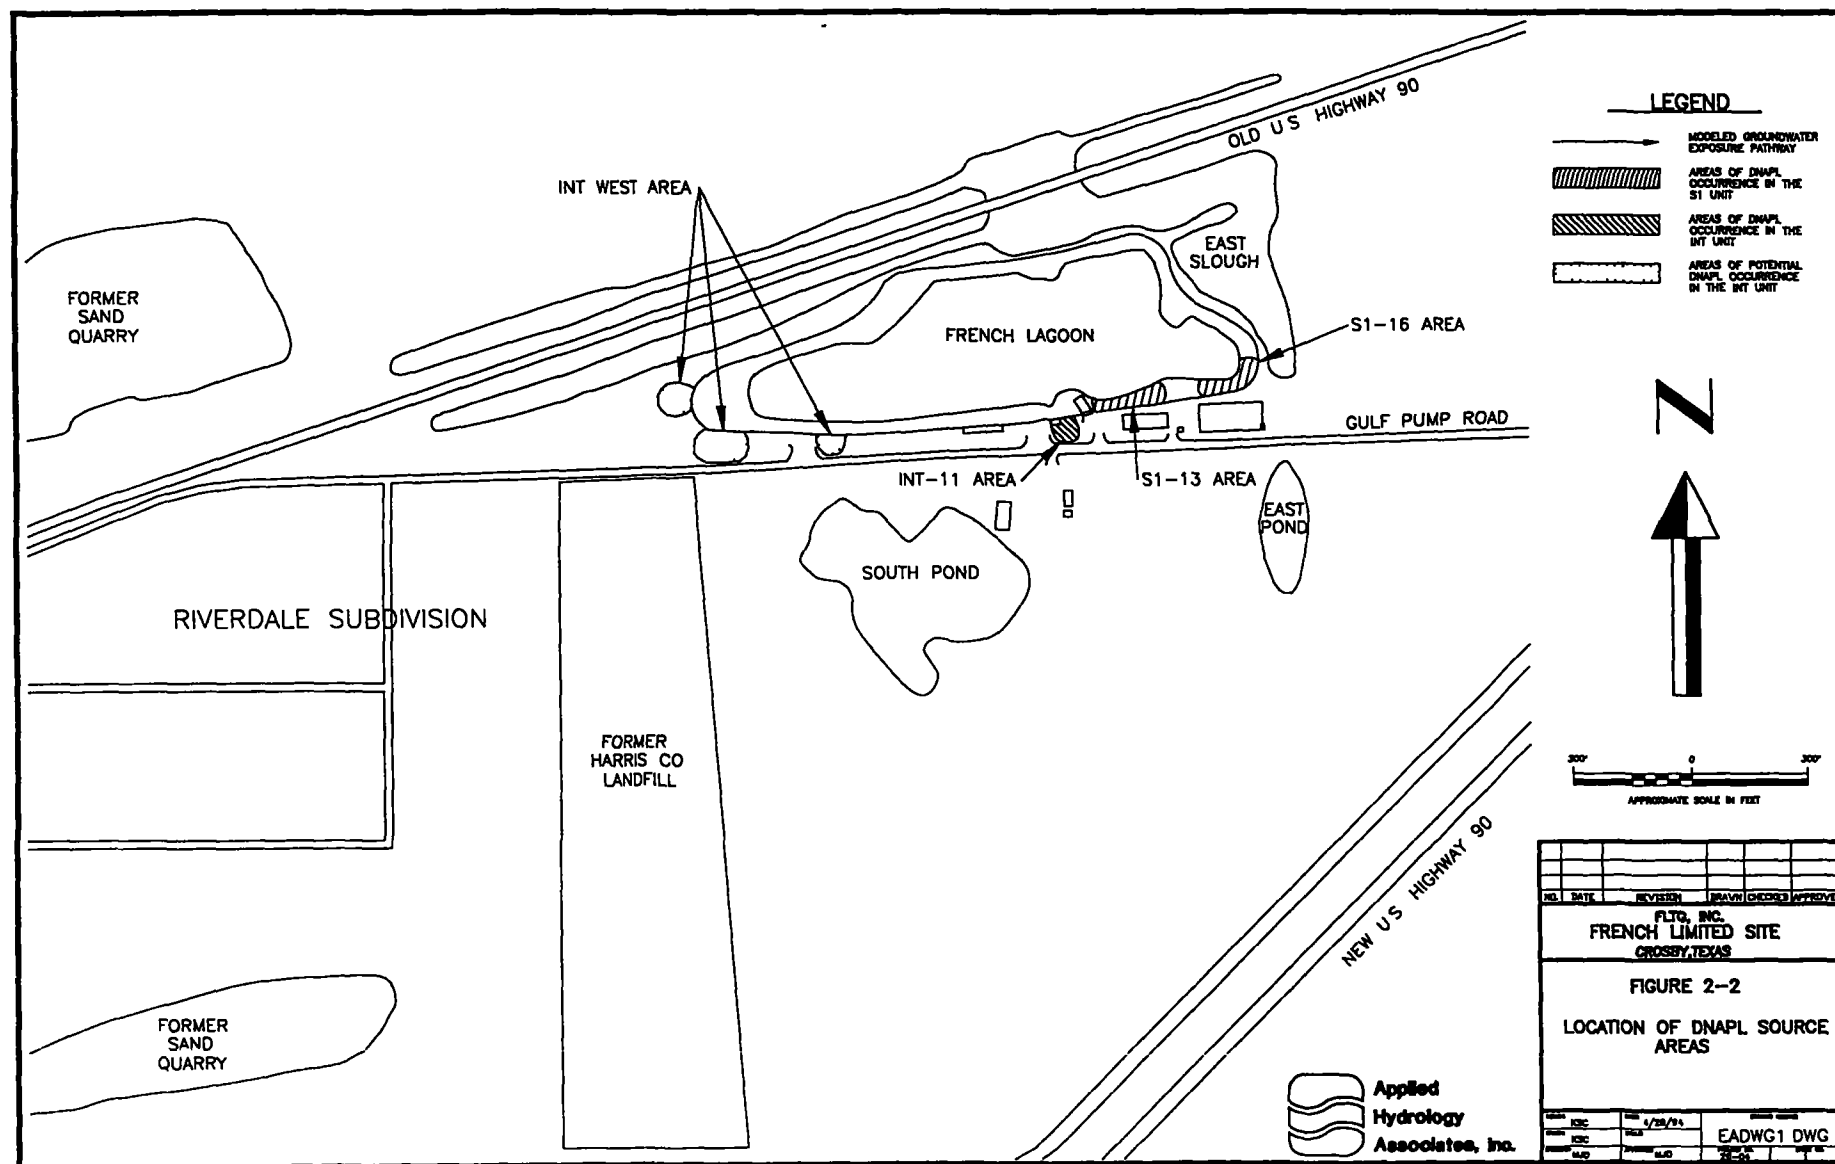 OLD US HIGHWAY 90
INT WEST AREA
FORMER
SAND
QUARRY
EAST
SLOUGH
FRENCH LAGOON
S1-16 AREA
GULF PUMP ROAD
INT-11 AREA
S1-13 AREA
EAST
POND
SOUTH POND
RIVERDALE SUBDIVISION
FORMER
HARRIS CO
LANDFILL
NEW US HIGHWAY 90
FORMER
SAND
QUARRY
LEGEND
MODELED GROUNDWATER
EXPOSURE PATHWAY
AREAS OF DNAPL
OCCURRENCE IN THE
S1 UNIT
AREAS OF DNAPL
OCCURRENCE IN THE
INT UNIT
AREAS OF POTENTIAL
DNAPL OCCURRENCE
IN THE INT UNIT
N
300' 0 300'
APPROXIMATE SCALE IN FEET
NO. DATE REVISION DRAWN CHECKED APPROVED
FLTG, INC.
FRENCH LIMITED SITE
CROSBY, TEXAS
FIGURE 2-2
LOCATION OF DNAPL SOURCE
AREAS
4/28/94
EADWG1 DWG
Applied
Hydrology
Associates, Inc.